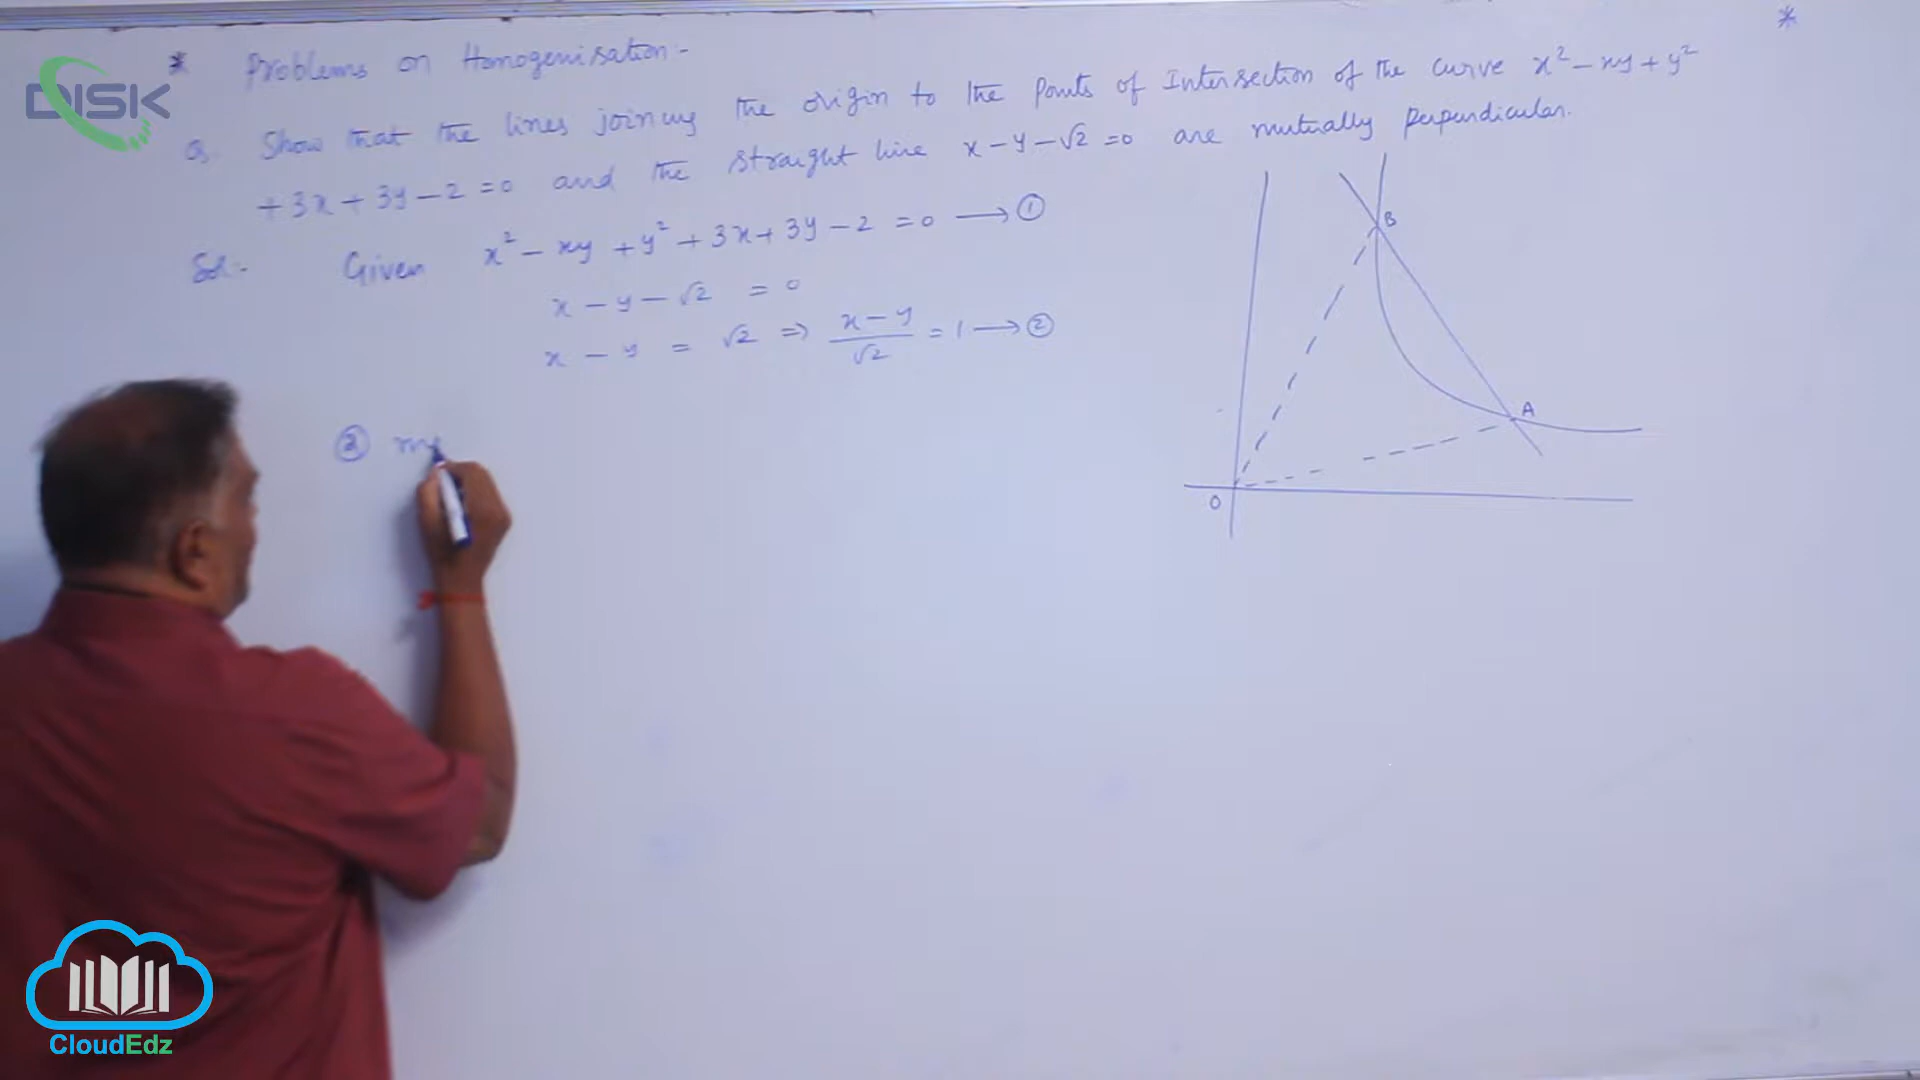 * Problems on Homogenisation:- *
DISK
Q. Show that the lines joining the origin to the points of Intersection of the curve x² - xy + y²
+ 3x + 3y - 2 = 0 and the straight line x - y - √2 = 0 are mutually perpendicular.
Sol:- Given x² - xy + y² + 3x + 3y - 2 = 0 ⟶ ①
x - y - √2 = 0
x - y = √2 ⇒ (x - y)/√2 = 1 ⟶ ②
B
A
②
O
CloudEdz